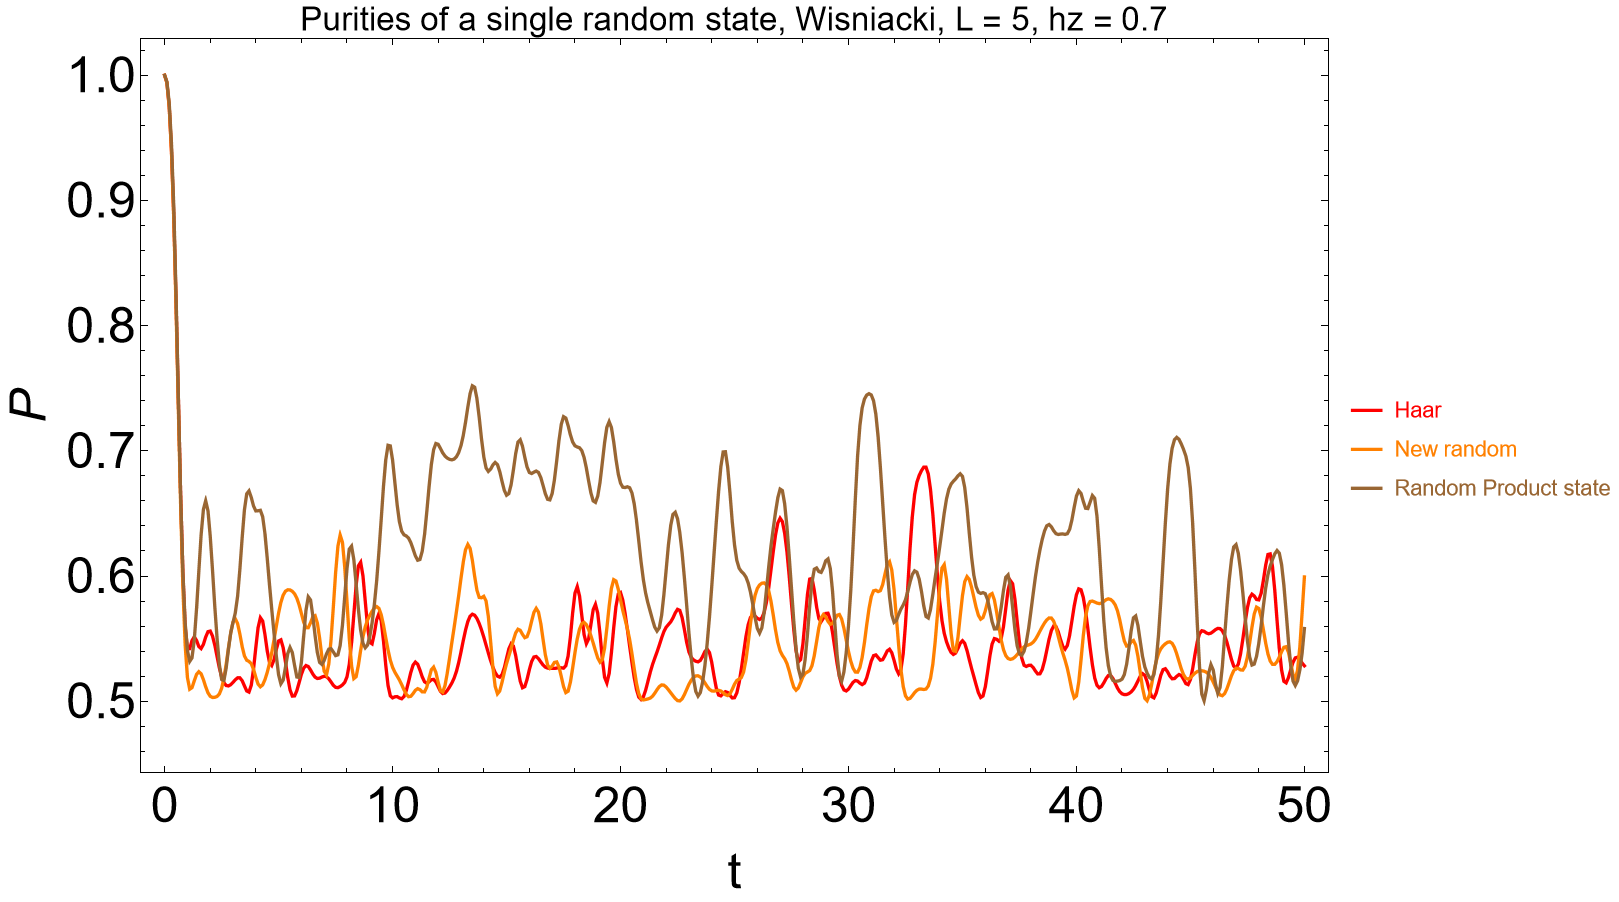 Purities of a single random state, Wisniacki, L = 5, hz = 0.7
1.0
0.9
0.8
0.7
0.6
0.5
P
0 10 20 30 40 50
t
Haar
New random
Random Product state